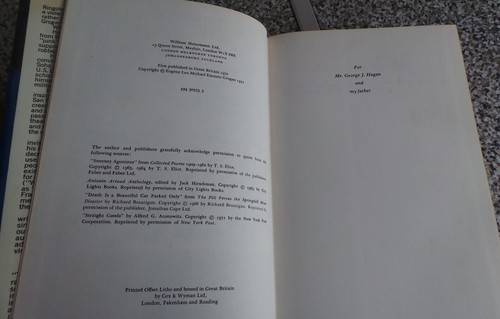 William Heinemann Ltd,
15 Queen Street, Mayfair, London W1X 8BE
LONDON MELBOURNE TORONTO
JOHANNESBURG AUCKLAND
First published in Great Britain 1972
Copyright © Eugene Lee Michael Emmett Grogan 1972
434 30572
The author and publishers gratefully acknowledge permission to quote from the
following sources:
"Sweeney Agonistes" from Collected Poems 1909-1962 by T. S. Eliot.
Copyright © 1963, 1964 by T. S. Eliot. Reprinted by permission of the publishers
Faber and Faber Ltd.
Antonin Artaud Anthology, edited by Jack Hirschman. Copyright © 1965 by City
Lights Books. Reprinted by permission of City Lights Books.
"Death Is a Beautiful Car Parked Only" from The Pill Versus the Springhill Mine
Disaster by Richard Brautigan. Copyright © 1968 by Richard Brautigan. Reprinted by
permission of the publishers, Jonathan Cape Ltd.
"Straight Condo" by Alfred G. Aronowitz. Copyright © 1971 by the New York Post
Corporation. Reprinted by permission of New York Post.
Printed Offset Litho and bound in Great Britain
by Cox & Wyman Ltd,
London, Fakenham and Reading
For
Mr. George J. Hagan
and
my father